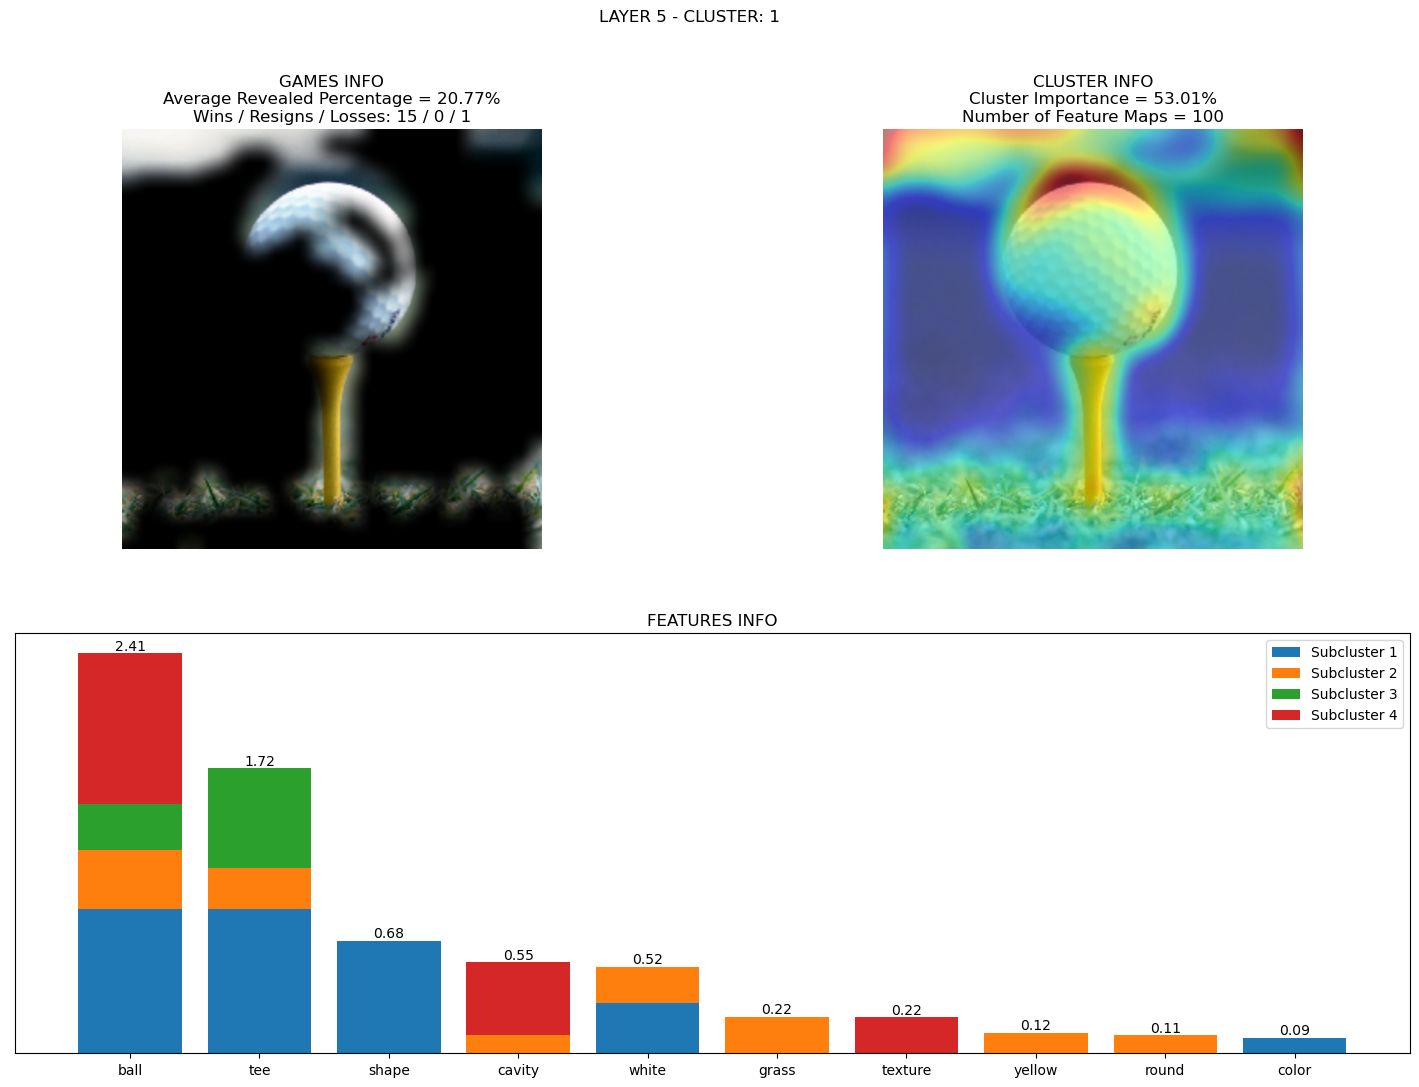 LAYER 5 - CLUSTER: 1
GAMES INFO
Average Revealed Percentage = 20.77%
Wins / Resigns / Losses: 15 / 0 / 1
CLUSTER INFO
Cluster Importance = 53.01%
Number of Feature Maps = 100
FEATURES INFO
Subcluster 1
Subcluster 2
Subcluster 3
Subcluster 4
2.41
1.72
0.68
0.55
0.52
0.22
0.22
0.12
0.11
0.09
ball
tee
shape
cavity
white
grass
texture
yellow
round
color